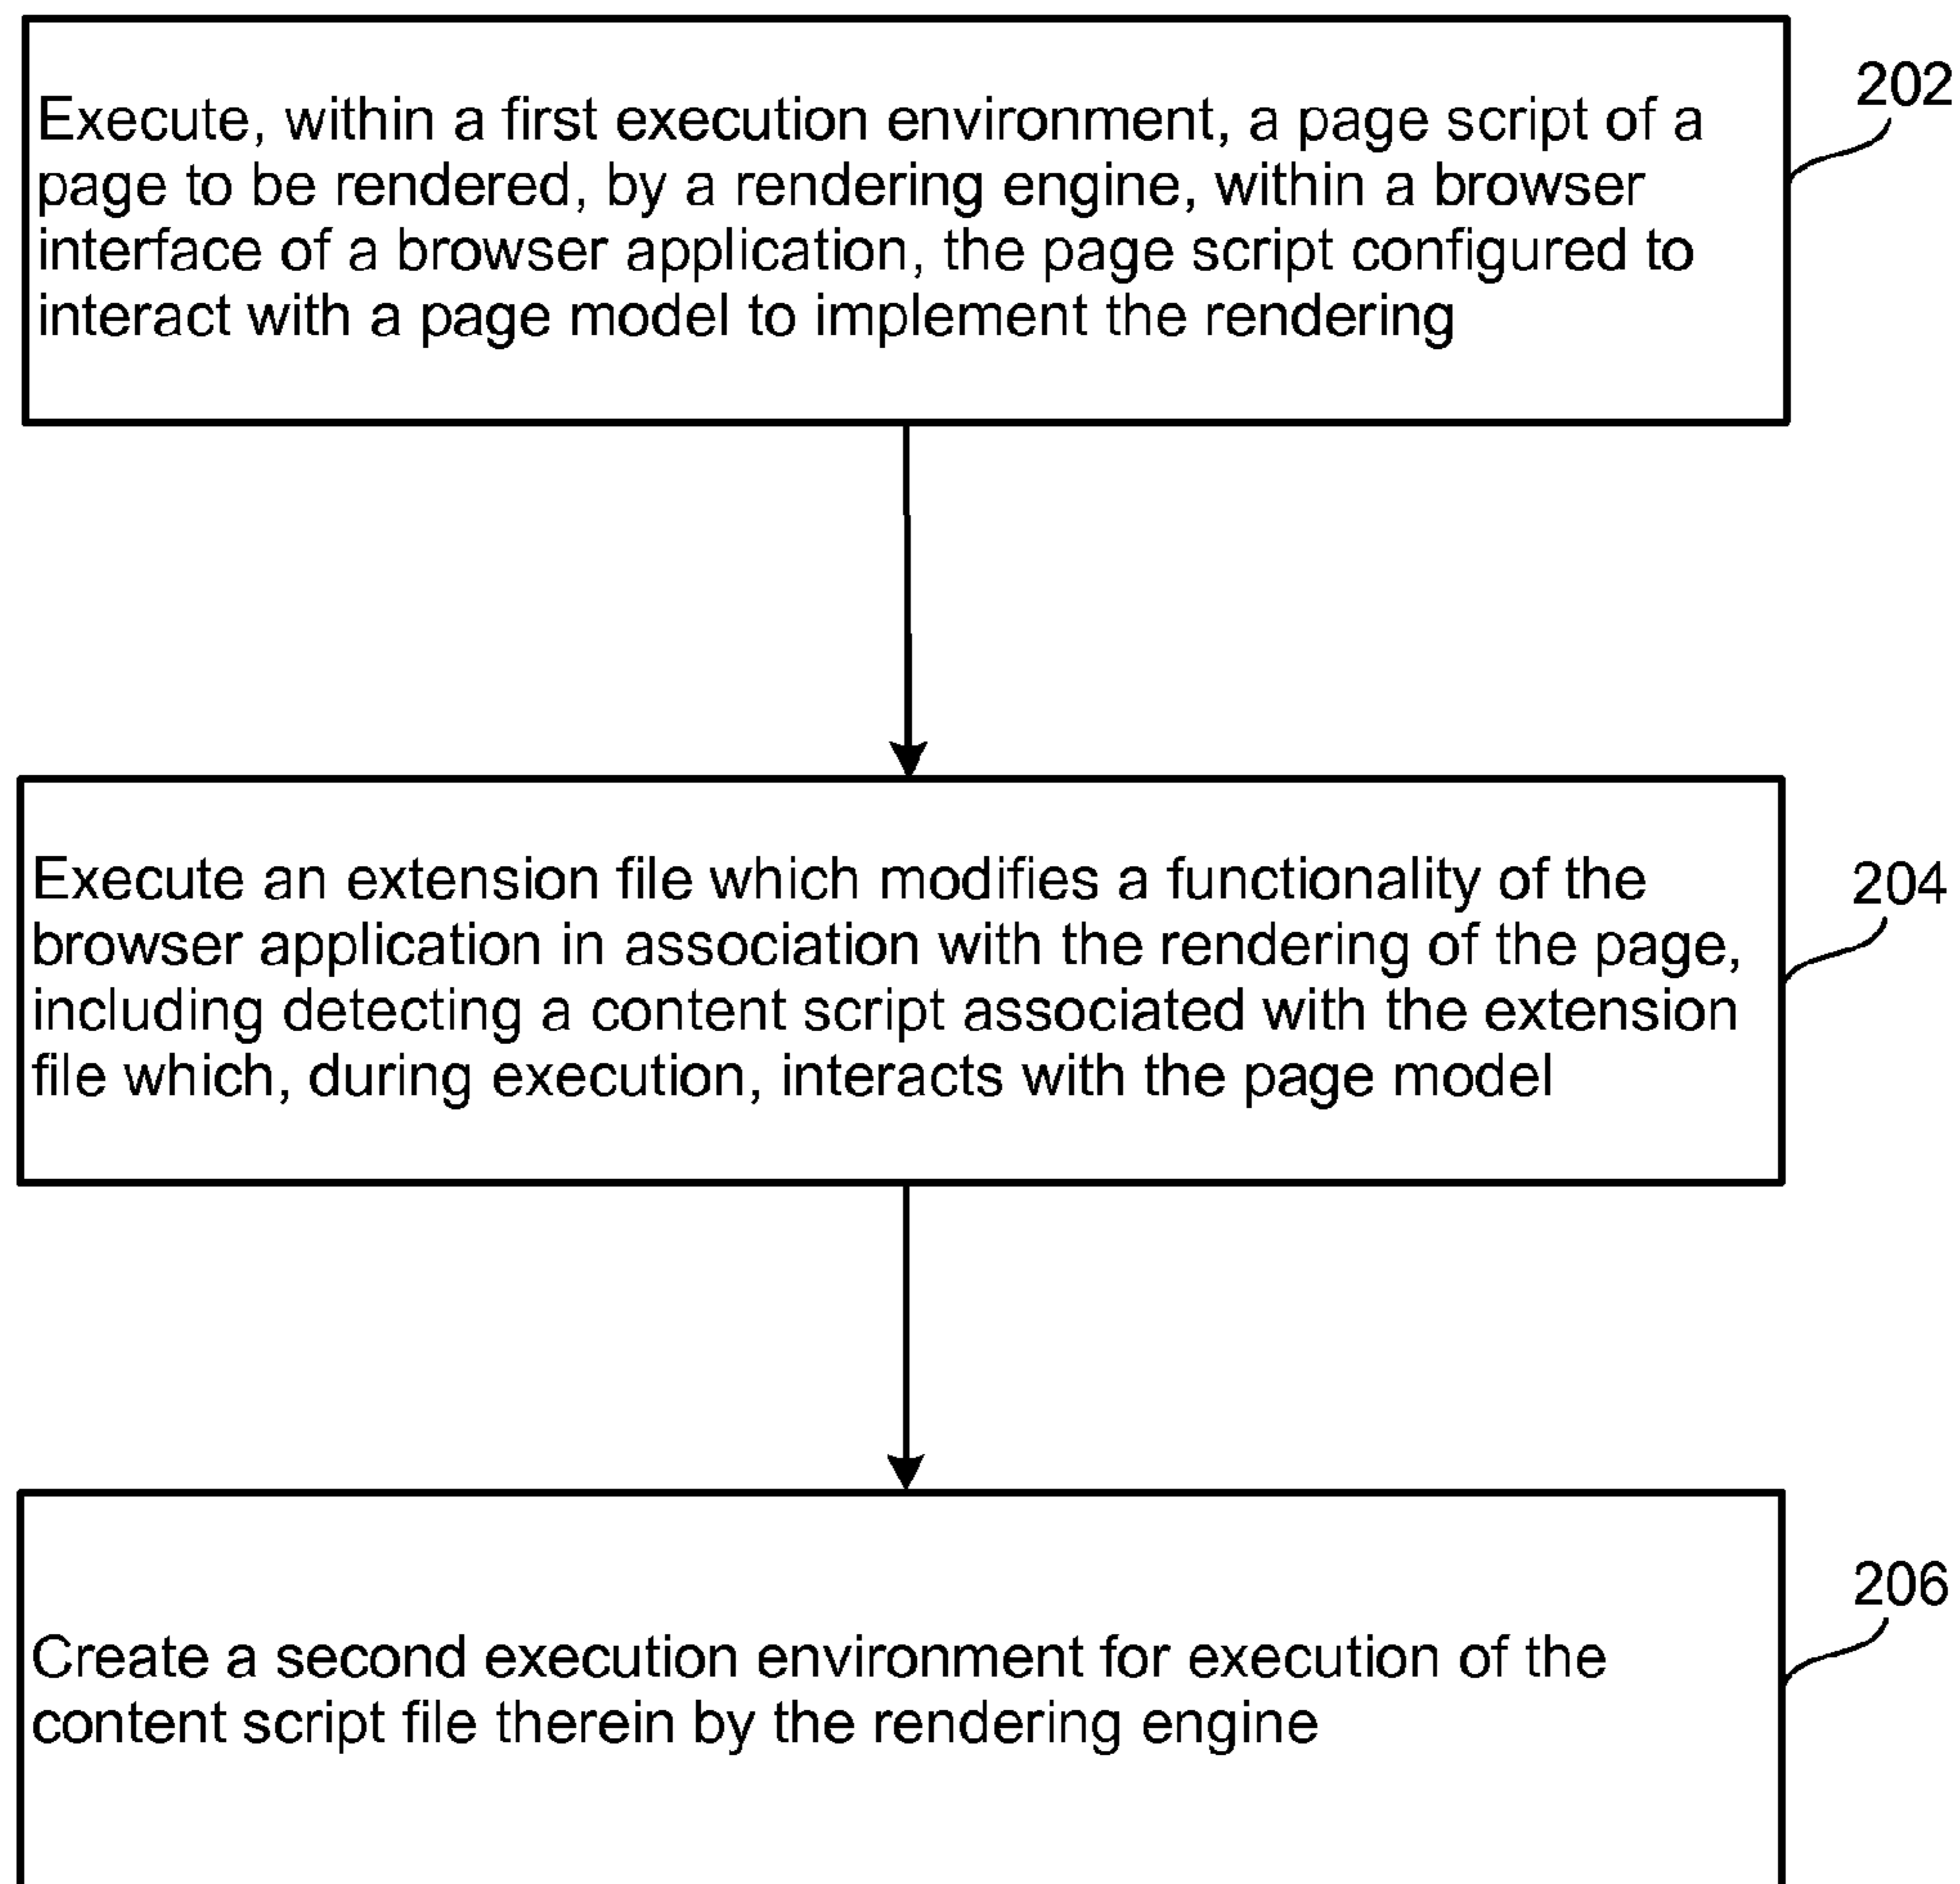 202
Execute, within a first execution environment, a page script of a
page to be rendered, by a rendering engine, within a browser
interface of a browser application, the page script configured to
interact with a page model to implement the rendering
204
Execute an extension file which modifies a functionality of the
browser application in association with the rendering of the page,
including detecting a content script associated with the extension
file which, during execution, interacts with the page model
206
Create a second execution environment for execution of the
content script file therein by the rendering engine